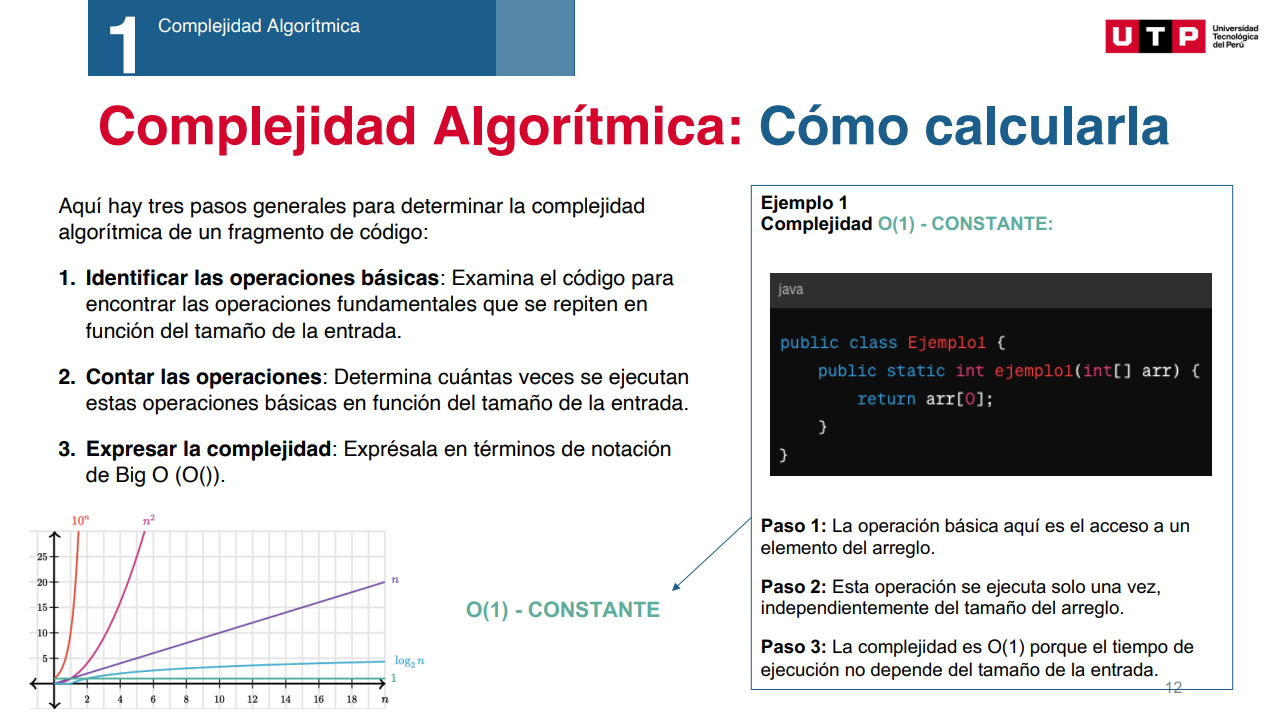 1
Complejidad Algorítmica
UTP
Universidad
Tecnológica
del Perú
Complejidad Algorítmica: Cómo calcularla
Aquí hay tres pasos generales para determinar la complejidad
algorítmica de un fragmento de código:
1. Identificar las operaciones básicas: Examina el código para
encontrar las operaciones fundamentales que se repiten en
función del tamaño de la entrada.
2. Contar las operaciones: Determina cuántas veces se ejecutan
estas operaciones básicas en función del tamaño de la entrada.
3. Expresar la complejidad: Exprésala en términos de notación
de Big O (O()).
10ⁿ
n²
25
20
15
10
5
n
log₂ n
1
2 4 6 8 10 12 14 16 18 n
O(1) - CONSTANTE
Ejemplo 1
Complejidad O(1) - CONSTANTE:
java
public class Ejemplo1 {
public static int ejemplo1(int[] arr) {
return arr[0];
}
}
Paso 1: La operación básica aquí es el acceso a un
elemento del arreglo.
Paso 2: Esta operación se ejecuta solo una vez,
independientemente del tamaño del arreglo.
Paso 3: La complejidad es O(1) porque el tiempo de
ejecución no depende del tamaño de la entrada.
12